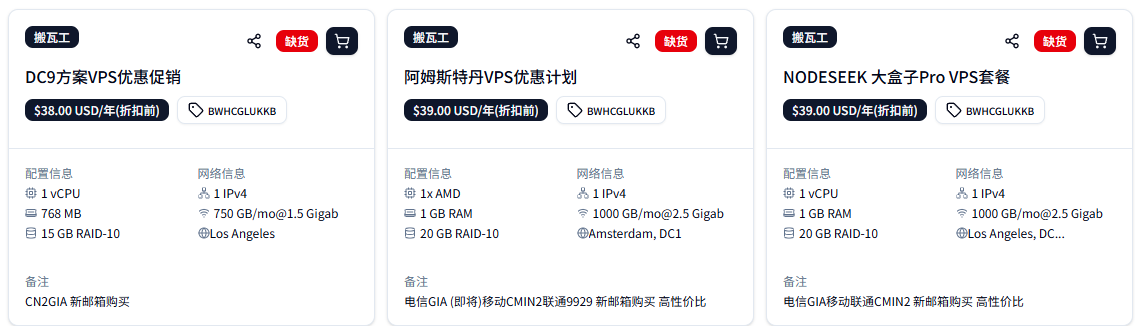 搬瓦工
缺货
DC9方案VPS优惠促销
$38.00 USD/年(折扣前)
BWHCGLUKKB
配置信息
网络信息
1 vCPU
1 IPv4
768 MB
750 GB/mo@1.5 Gigab
15 GB RAID-10
Los Angeles
备注
CN2GIA 新邮箱购买
搬瓦工
缺货
阿姆斯特丹VPS优惠计划
$39.00 USD/年(折扣前)
BWHCGLUKKB
配置信息
网络信息
1x AMD
1 IPv4
1 GB RAM
1000 GB/mo@2.5 Gigab
20 GB RAID-10
Amsterdam, DC1
备注
电信GIA (即将)移动CMIN2联通9929 新邮箱购买 高性价比
搬瓦工
缺货
NODESEEK 大盒子Pro VPS套餐
$39.00 USD/年(折扣前)
BWHCGLUKKB
配置信息
网络信息
1 vCPU
1 IPv4
1 GB RAM
1000 GB/mo@2.5 Gigab
20 GB RAID-10
Los Angeles, DC...
备注
电信GIA移动联通CMIN2 新邮箱购买 高性价比